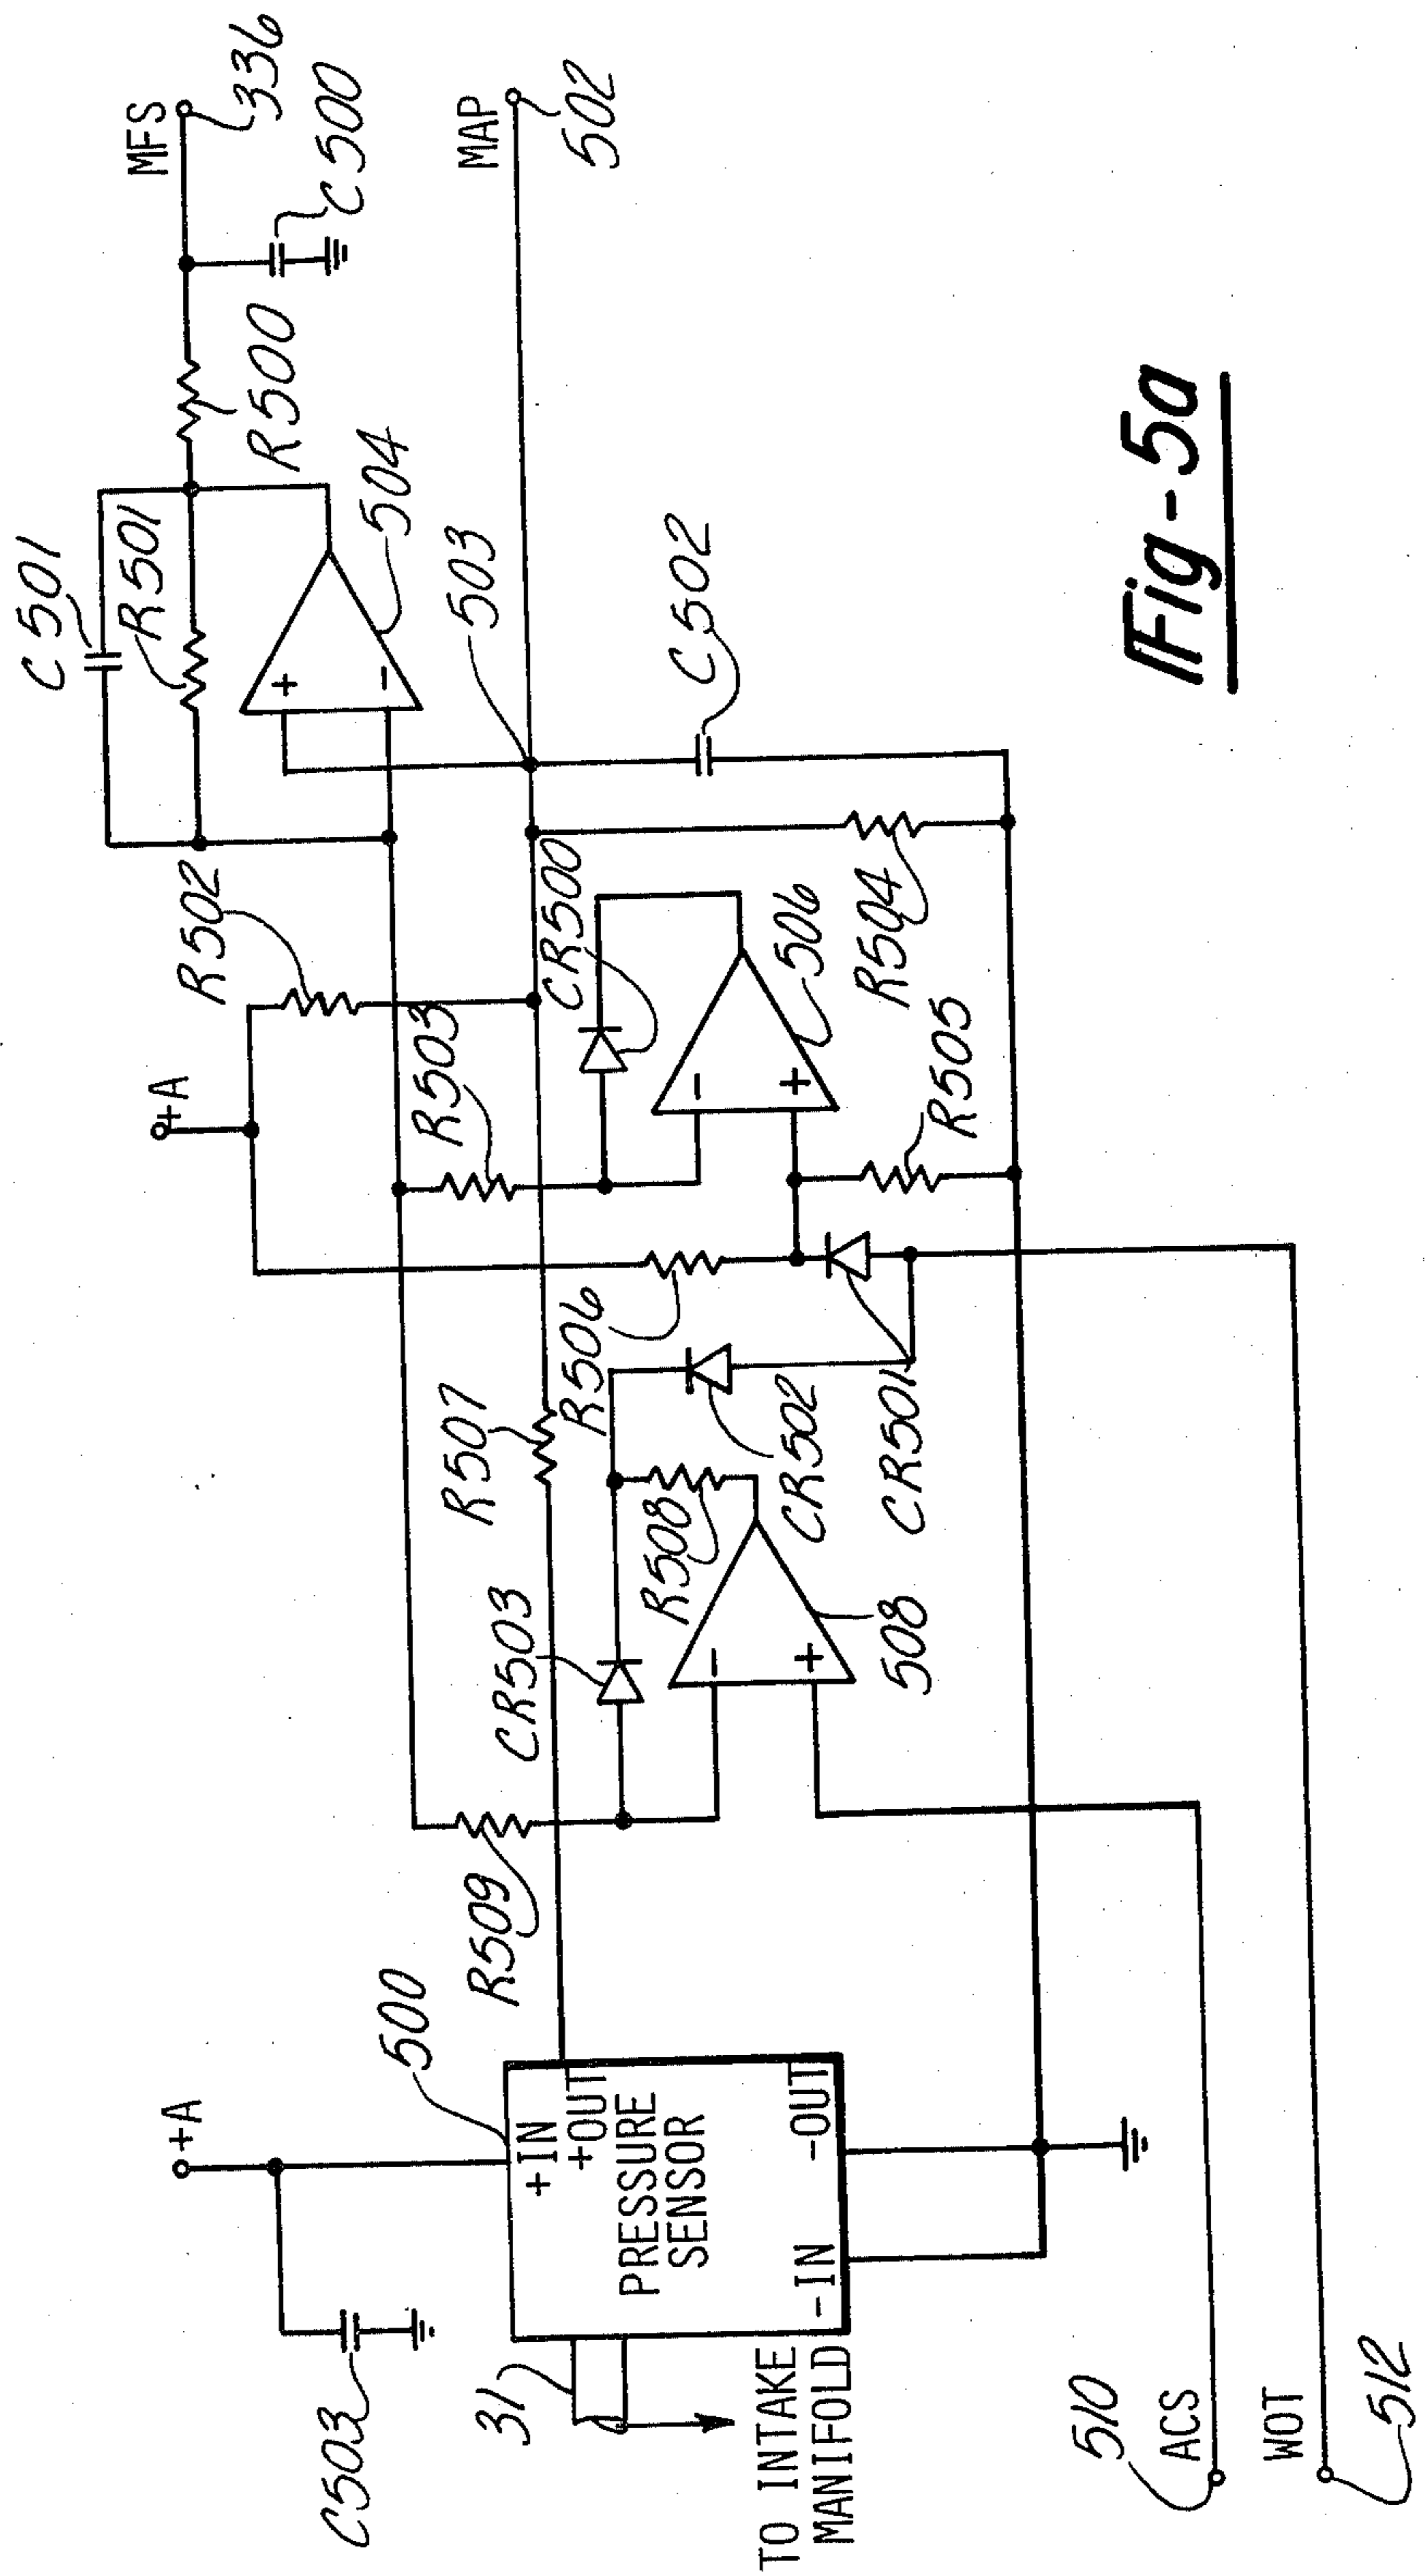 C501
R501
MFS
336
C500
R500
504
R502
+A
+
-
503
MAP
502
C502
R503
CR500
-
+
506
R504
R505
R506
R507
CR502
CR501
CR503
R508
-
+
508
R509
+A
500
C503
+IN
+OUT
PRESSURE
SENSOR
-IN
-OUT
31
TO INTAKE
MANIFOLD
510
ACS
WOT
512
Fig-5a